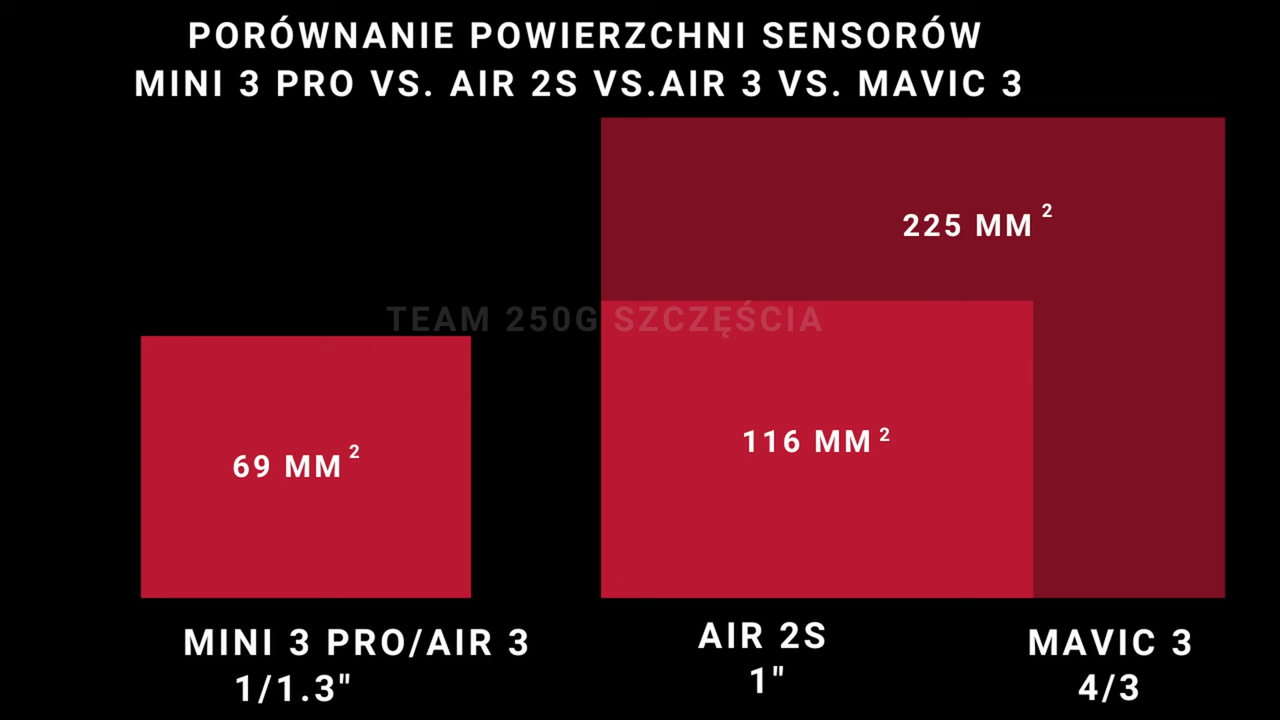 PORÓWNANIE POWIERZCHNI SENSORÓW
MINI 3 PRO VS. AIR 2S VS.AIR 3 VS. MAVIC 3
225 MM 2
TEAM 250G SZCZĘŚCIA
116 MM 2
69 MM 2
MINI 3 PRO/AIR 3
1/1.3"
AIR 2S
1"
MAVIC 3
4/3